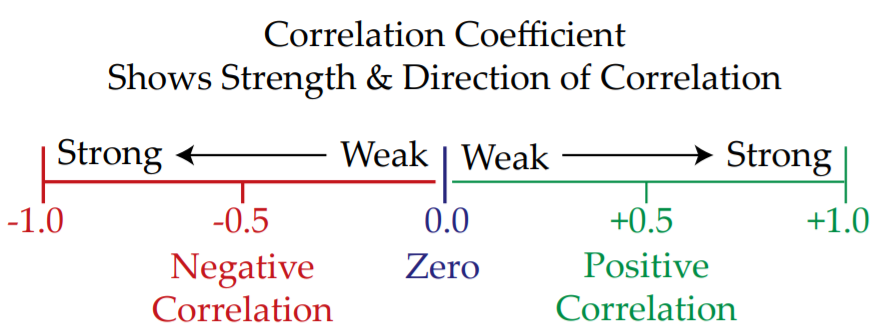 Correlation Coefficient
Shows Strength & Direction of Correlation
Strong Weak Weak Strong
-1.0 -0.5 0.0 +0.5 +1.0
Negative Zero Positive
Correlation Correlation